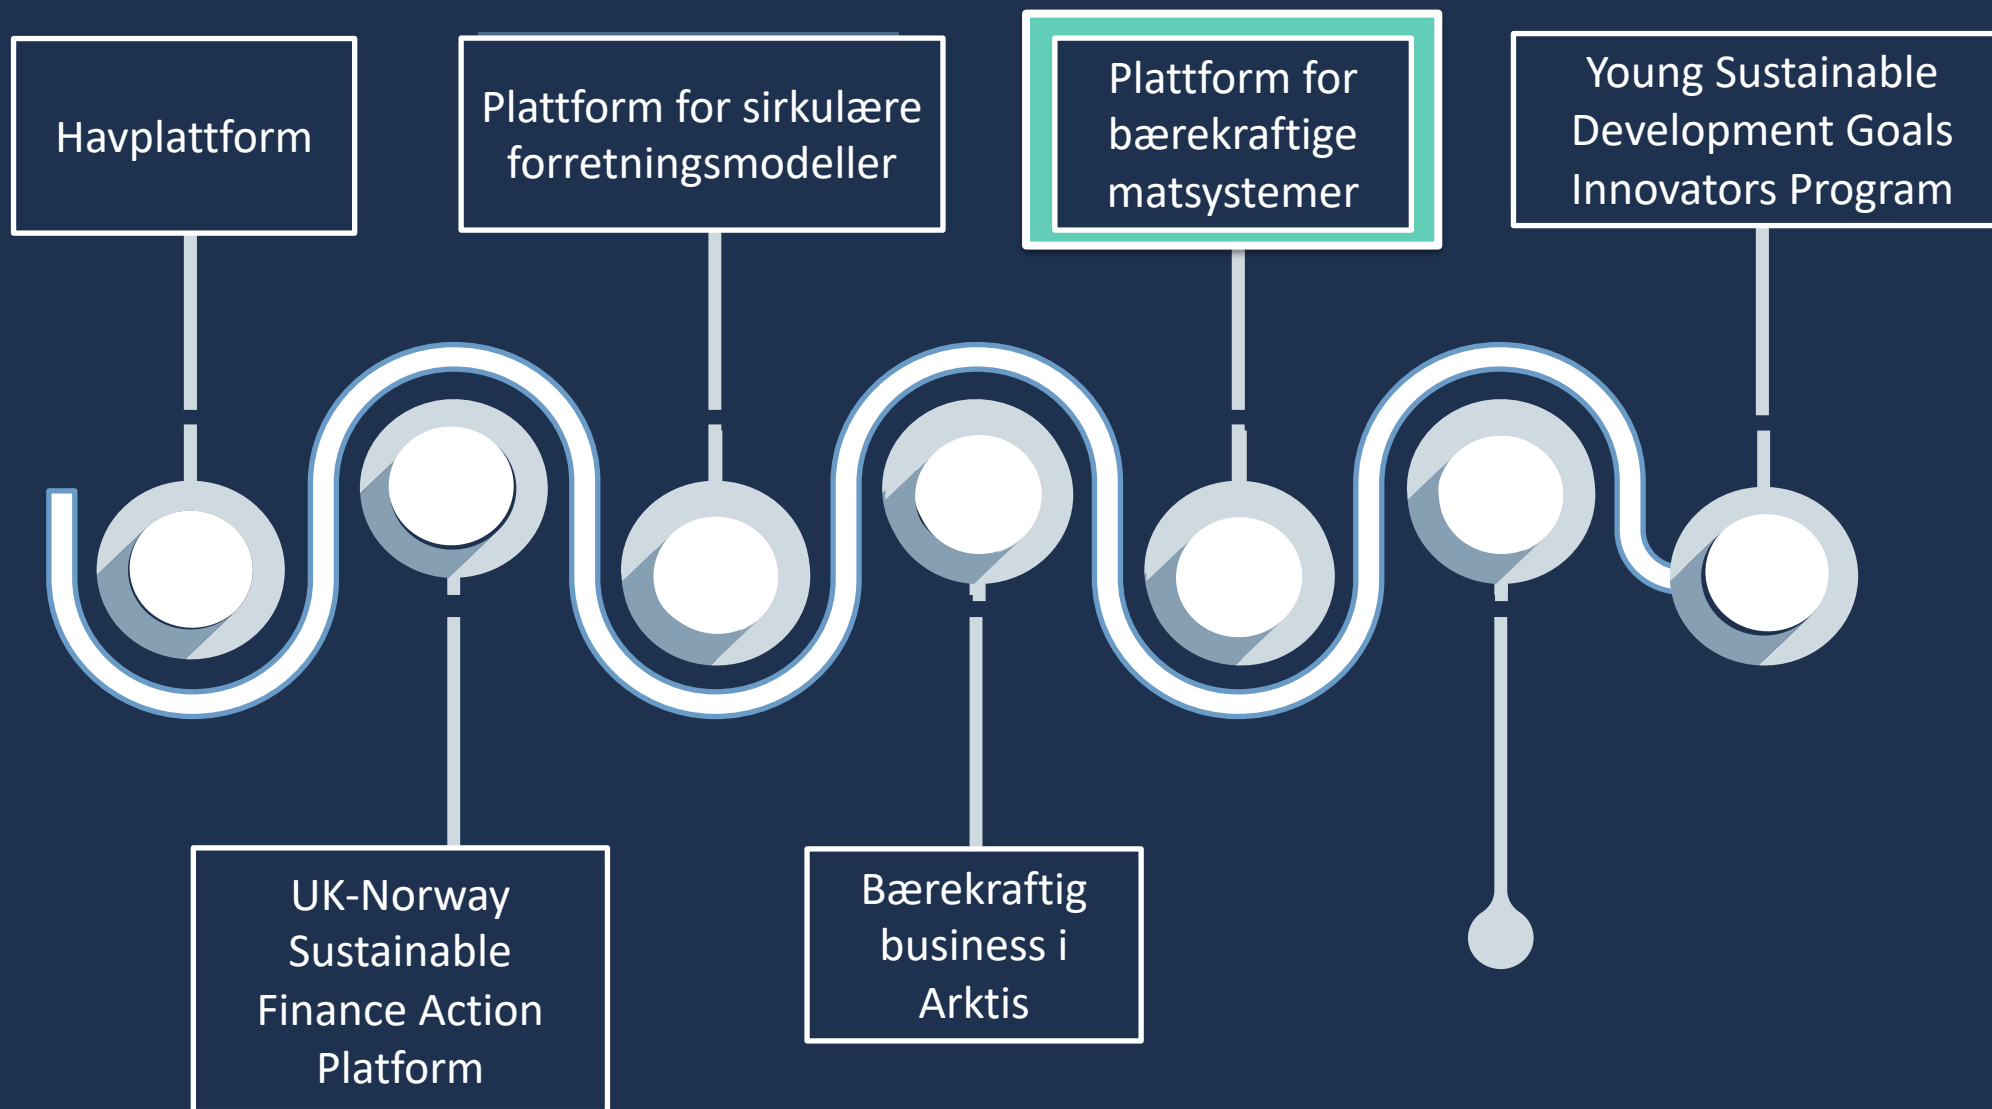 Havplattform
Plattform for sirkulære
forretningsmodeller
Plattform for
bærekraftige
matsystemer
Young Sustainable
Development Goals
Innovators Program
UK-Norway
Sustainable
Finance Action
Platform
Bærekraftig
business i
Arktis